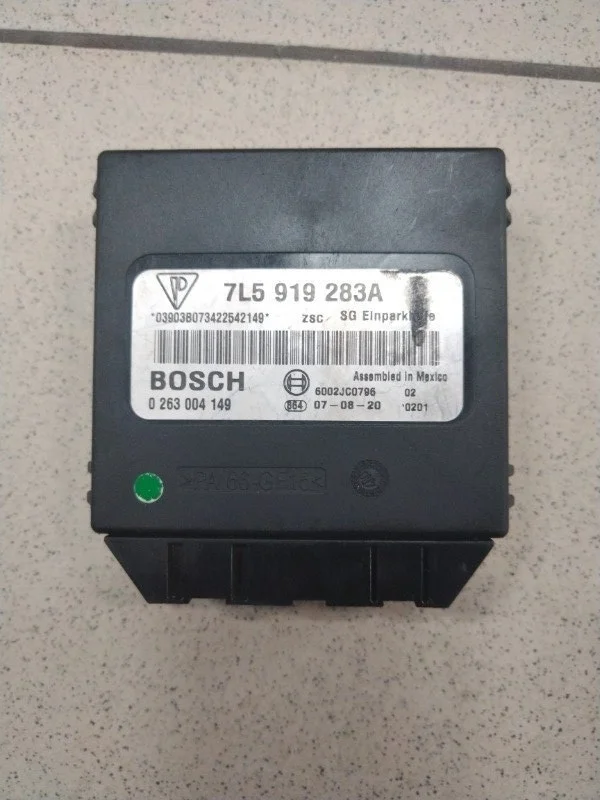 7L5 919 283A
*03903B073422542149* ZSC SG
BOSCH
Assembled in Mexico
6002JC0796 02
0 263 004 149
864 07-08-20 0201